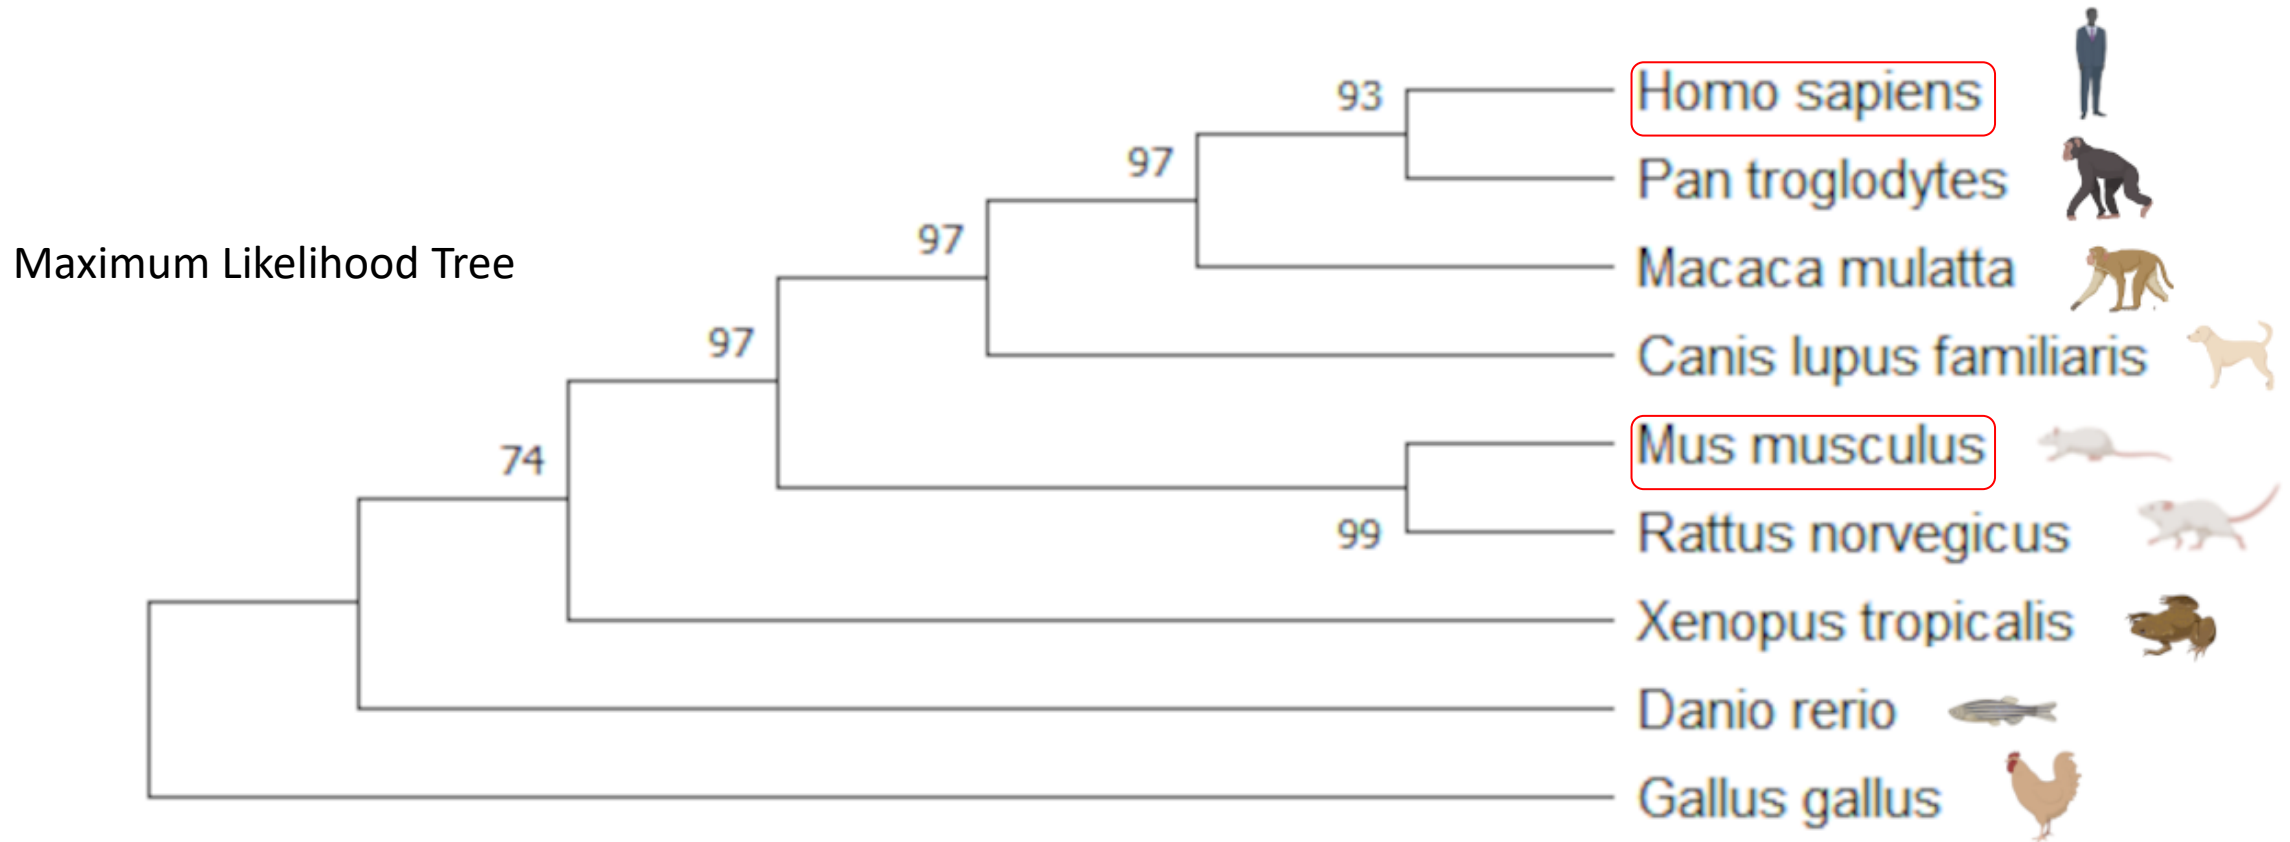 93
Homo sapiens
97
Pan troglodytes
97
Maximum Likelihood Tree
Macaca mulatta
97
Canis lupus familiaris
74
Mus musculus
99
Rattus norvegicus
Xenopus tropicalis
Danio rerio
Gallus gallus